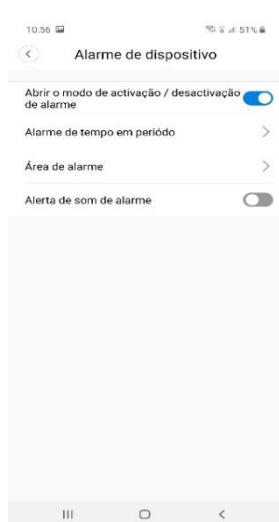 10:56 51%
Alarme de dispositivo
Abrir o modo de activação / desactivação
de alarme
Alarme de tempo em periódo
Área de alarme
Alerta de som de alarme